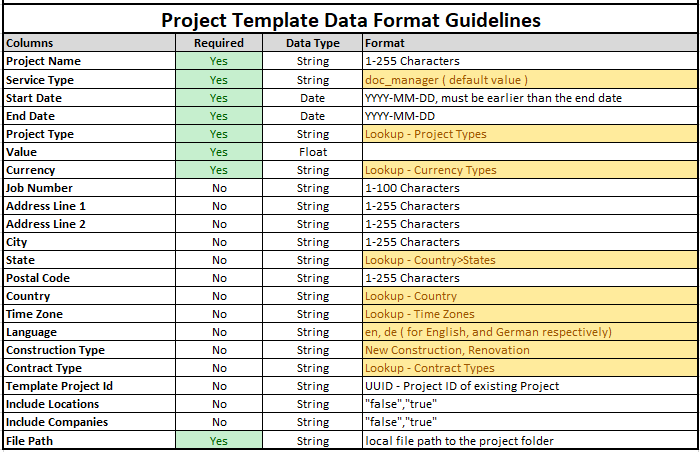 Project Template Data Format Guidelines
Columns Required Data Type Format
Project Name Yes String 1-255 Characters
Service Type Yes String doc_manager ( default value )
Start Date Yes Date YYYY-MM-DD, must be earlier than the end date
End Date Yes Date YYYY-MM-DD
Project Type Yes String Lookup - Project Types
Value Yes Float
Currency Yes String Lookup - Currency Types
Job Number No String 1-100 Characters
Address Line 1 No String 1-255 Characters
Address Line 2 No String 1-255 Characters
City No String 1-255 Characters
State No String Lookup - Country>States
Postal Code No String 1-255 Characters
Country No String Lookup - Country
Time Zone No String Lookup - Time Zones
Language No String en, de ( for English, and German respectively)
Construction Type No String New Construction, Renovation
Contract Type No String Lookup - Contract Types
Template Project Id No String UUID - Project ID of existing Project
Include Locations No String "false","true"
Include Companies No String "false","true"
File Path Yes String local file path to the project folder